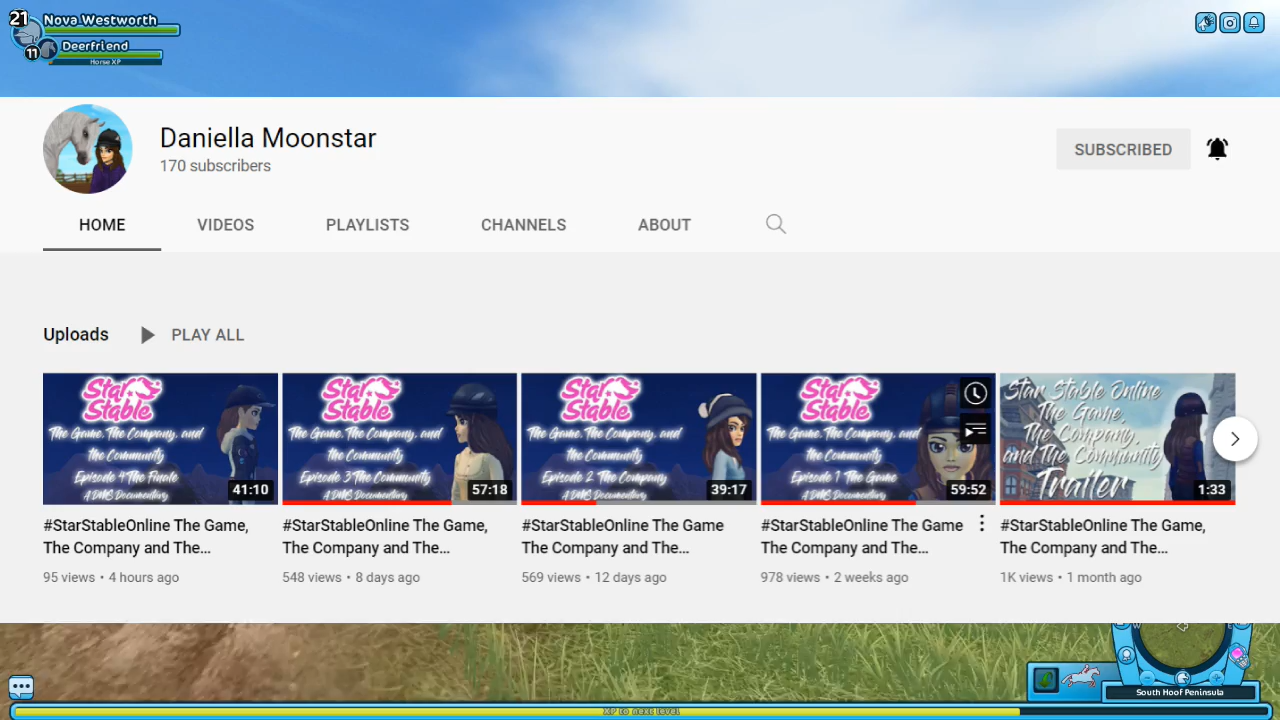 21
Nova Westworth
Deerfriend
11
Horse XP
Daniella Moonstar
170 subscribers
SUBSCRIBED
HOME
VIDEOS
PLAYLISTS
CHANNELS
ABOUT
Uploads
PLAY ALL
Star Stable
The Game, The Company, and
the Community
Episode 4 The Finale
A DMS Documentary
41:10
Star Stable
The Game, The Company, and
the Community
Episode 3 The Community
A DMS Documentary
57:18
Star Stable
The Game, The Company, and
the Community
Episode 2 The Company
A DMS Documentary
39:17
Star Stable
The Game, The Company, and
the Community
Episode 1 The Game
A DMS Documentary
59:52
Star Stable Online
The Game,
The Company,
and The Community
Trailer
1:33
#StarStableOnline The Game,
The Company and The...
95 views • 4 hours ago
#StarStableOnline The Game,
The Company and The...
548 views • 8 days ago
#StarStableOnline The Game
The Company and The...
569 views • 12 days ago
#StarStableOnline The Game
The Company and The...
978 views • 2 weeks ago
#StarStableOnline The Game,
The Company and The...
1K views • 1 month ago
W
E
South Hoof Peninsula
XP to next level